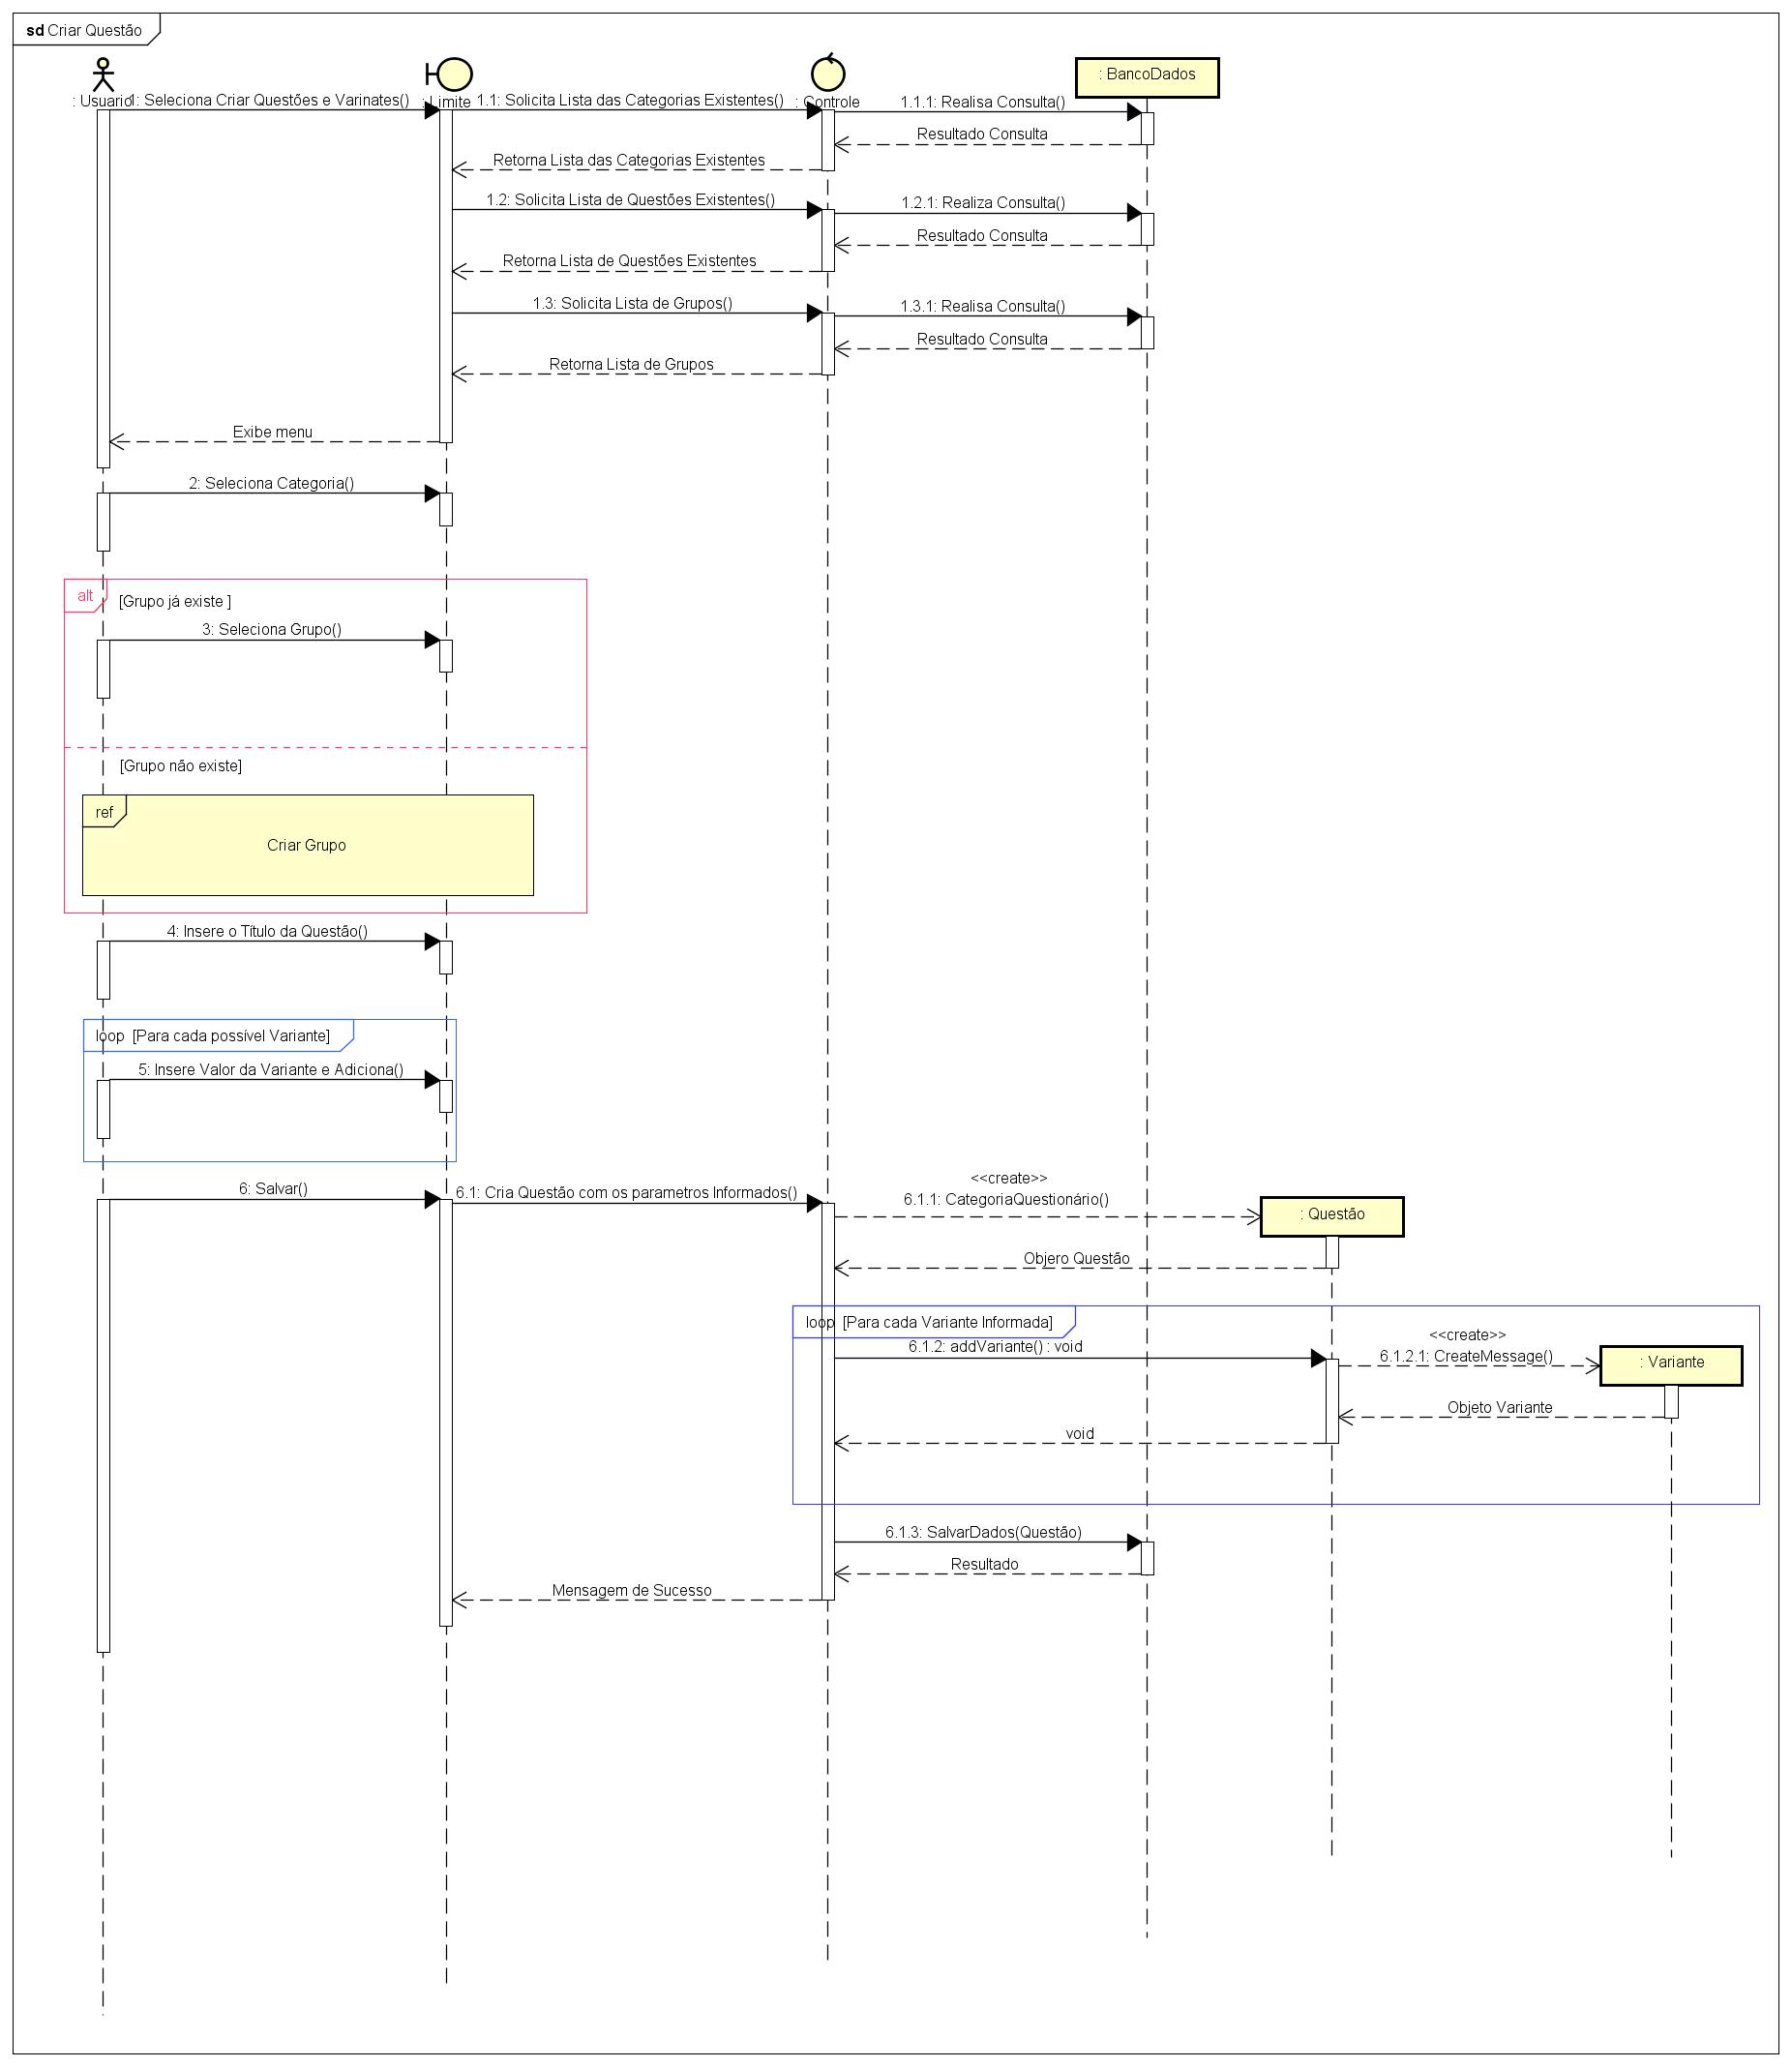 sd Criar Questão
: BancoDados
: Usuario
1: Seleciona Criar Questões e Varinates()
: Limite
1.1: Solicita Lista das Categorias Existentes()
: Controle
1.1.1: Realisa Consulta()
Resultado Consulta
Retorna Lista das Categorias Existentes
1.2: Solicita Lista de Questões Existentes()
1.2.1: Realiza Consulta()
Resultado Consulta
Retorna Lista de Questões Existentes
1.3: Solicita Lista de Grupos()
1.3.1: Realisa Consulta()
Resultado Consulta
Retorna Lista de Grupos
Exibe menu
2: Seleciona Categoria()
alt
[Grupo já existe ]
3: Seleciona Grupo()
[Grupo não existe]
ref
Criar Grupo
4: Insere o Título da Questão()
loop [Para cada possível Variante]
5: Insere Valor da Variante e Adiciona()
6: Salvar()
6.1: Cria Questão com os parametros Informados()
<<create>>
6.1.1: CategoriaQuestionário()
: Questão
Objero Questão
loop [Para cada Variante Informada]
6.1.2: addVariante() : void
<<create>>
6.1.2.1: CreateMessage()
: Variante
Objeto Variante
void
6.1.3: SalvarDados(Questão)
Resultado
Mensagem de Sucesso